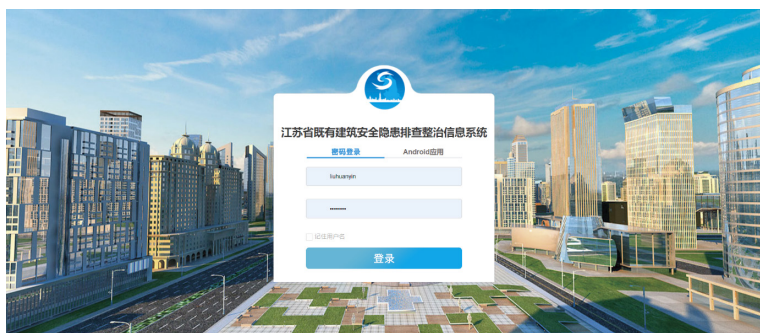 江苏省既有建筑安全隐患排查整治信息系统
密码登录 Android应用
liuhuanyin
••••••••
记住用户名
登录